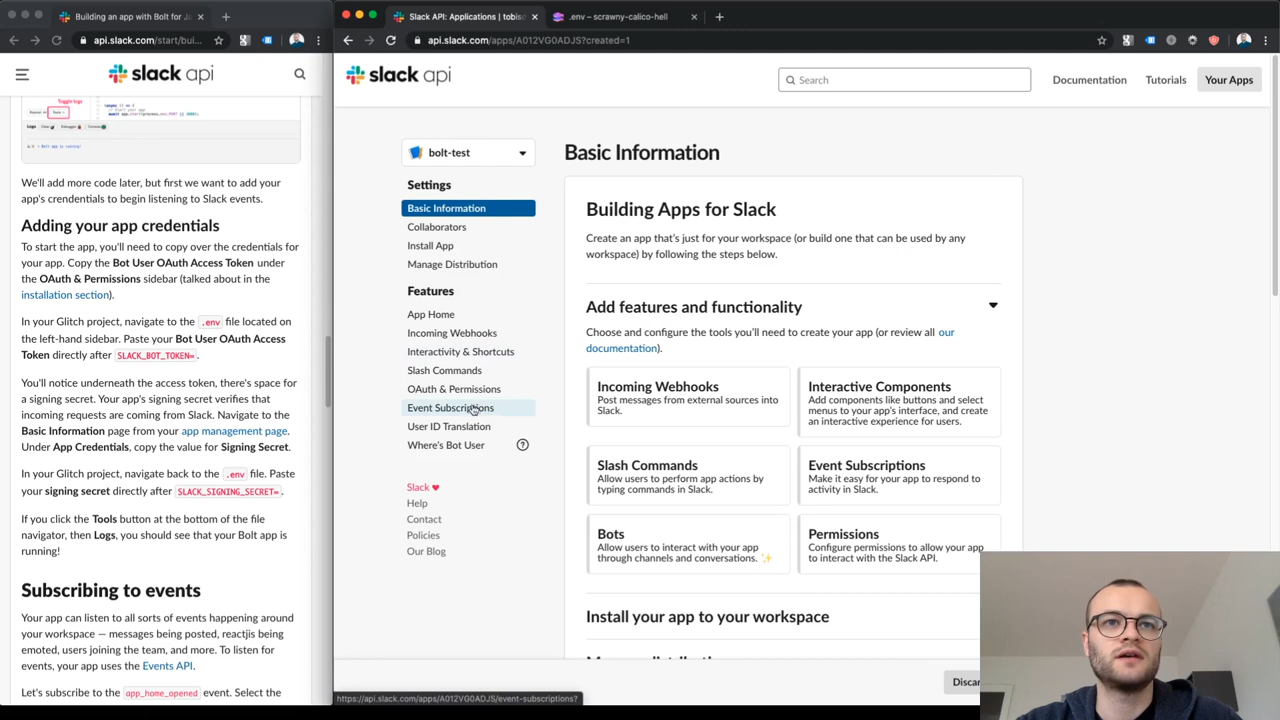 Building an app with Bolt for Ja
api.slack.com/start/bui...
slack api
Toggle logs
Logs
We'll add more code later, but first we want to add your
app's crendentials to begin listening to Slack events.
Adding your app credentials
To start the app, you'll need to copy over the credentials for
your app. Copy the Bot User OAuth Access Token under
the OAuth & Permissions sidebar (talked about in the
installation section).
In your Glitch project, navigate to the .env file located on
the left-hand sidebar. Paste your Bot User OAuth Access
Token directly after SLACK_BOT_TOKEN= .
You'll notice underneath the access token, there's space for
a signing secret. Your app's signing secret verifies that
incoming requests are coming from Slack. Navigate to the
Basic Information page from your app management page.
Under App Credentials, copy the value for Signing Secret.
In your Glitch project, navigate back to the .env file. Paste
your signing secret directly after SLACK_SIGNING_SECRET= .
If you click the Tools button at the bottom of the file
navigator, then Logs, you should see that your Bolt app is
running!
Subscribing to events
Your app can listen to all sorts of events happening around
your workspace — messages being posted, reactjis being
emoted, users joining the team, and more. To listen for
events, your app uses the Events API.
Let's subscribe to the app_home_opened event. Select the
Slack API: Applications | tobiso
.env – scrawny-calico-hell
api.slack.com/apps/A012VG0ADJS?created=1
slack api
Search
Documentation
Tutorials
Your Apps
bolt-test
Settings
Basic Information
Collaborators
Install App
Manage Distribution
Features
App Home
Incoming Webhooks
Interactivity & Shortcuts
Slash Commands
OAuth & Permissions
Event Subscriptions
User ID Translation
Where's Bot User ?
Slack ♥
Help
Contact
Policies
Our Blog
Basic Information
Building Apps for Slack
Create an app that's just for your workspace (or build one that can be used by any
workspace) by following the steps below.
Add features and functionality
Choose and configure the tools you'll need to create your app (or review all our
documentation).
Incoming Webhooks
Post messages from external sources into
Slack.
Interactive Components
Add components like buttons and select
menus to your app's interface, and create
an interactive experience for users.
Slash Commands
Allow users to perform app actions by
typing commands in Slack.
Event Subscriptions
Make it easy for your app to respond to
activity in Slack.
Bots
Allow users to interact with your app
through channels and conversations. ✨
Permissions
Configure permissions to allow your app
to interact with the Slack API.
Install your app to your workspace
Discar
https://api.slack.com/apps/A012VG0ADJS/event-subscriptions?